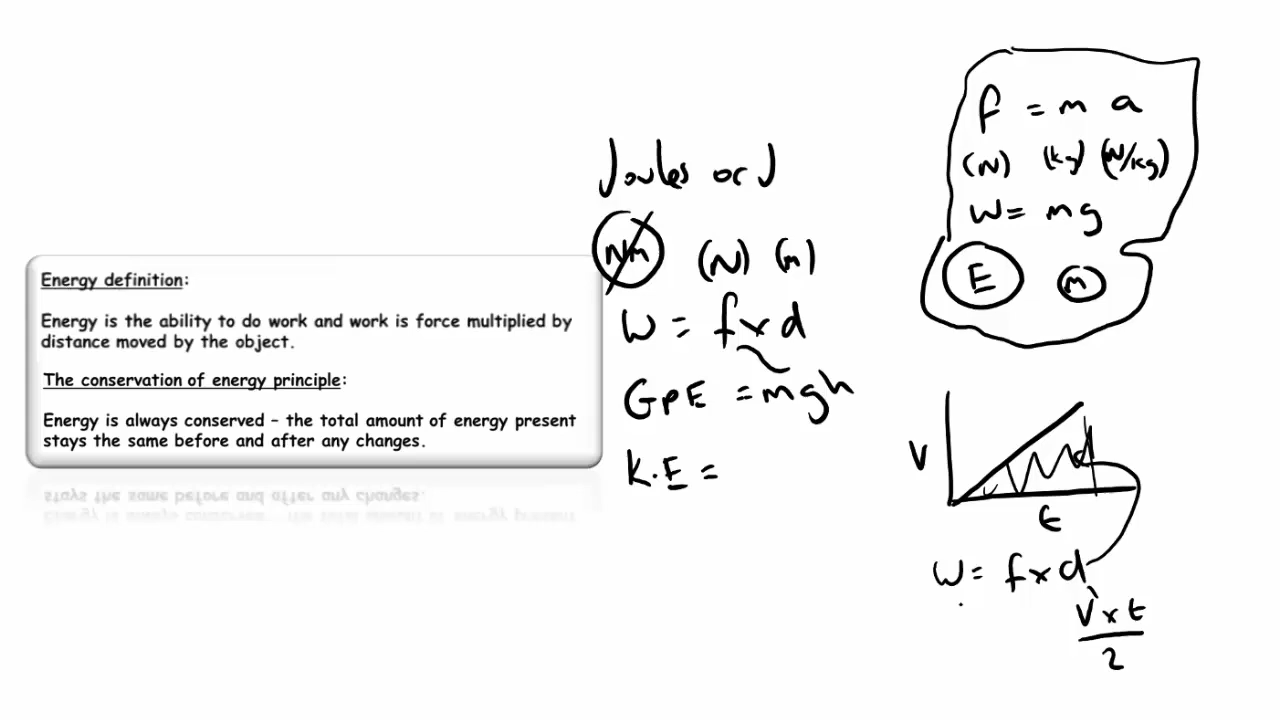 Energy definition:
Energy is the ability to do work and work is force multiplied by
distance moved by the object.
The conservation of energy principle:
Energy is always conserved – the total amount of energy present
stays the same before and after any changes.
Joules or J
Nm (N) (m)
W = f x d
GPE = mgh
K.E =
f = m a
(N) (kg) (N/kg)
W = mg
E m
V
t
W = f x d
V x t
2